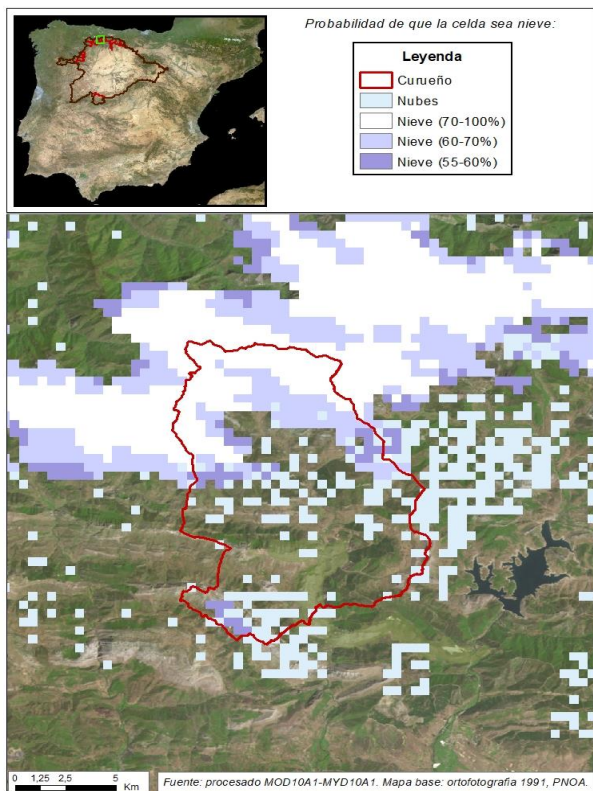 Probabilidad de que la celda sea nieve:
Leyenda
Curueño
Nubes
Nieve (70-100%)
Nieve (60-70%)
Nieve (55-60%)
0 1,25 2,5 5
Km
Fuente: procesado MOD10A1-MYD10A1. Mapa base: ortofotografia 1991, PNOA.